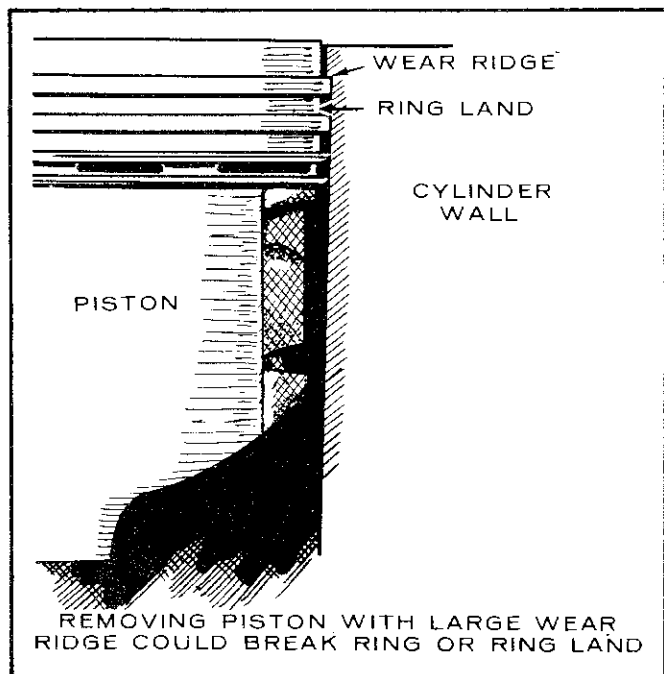 WEAR RIDGE
RING LAND
CYLINDER
WALL
PISTON
REMOVING PISTON WITH LARGE WEAR
RIDGE COULD BREAK RING OR RING LAND